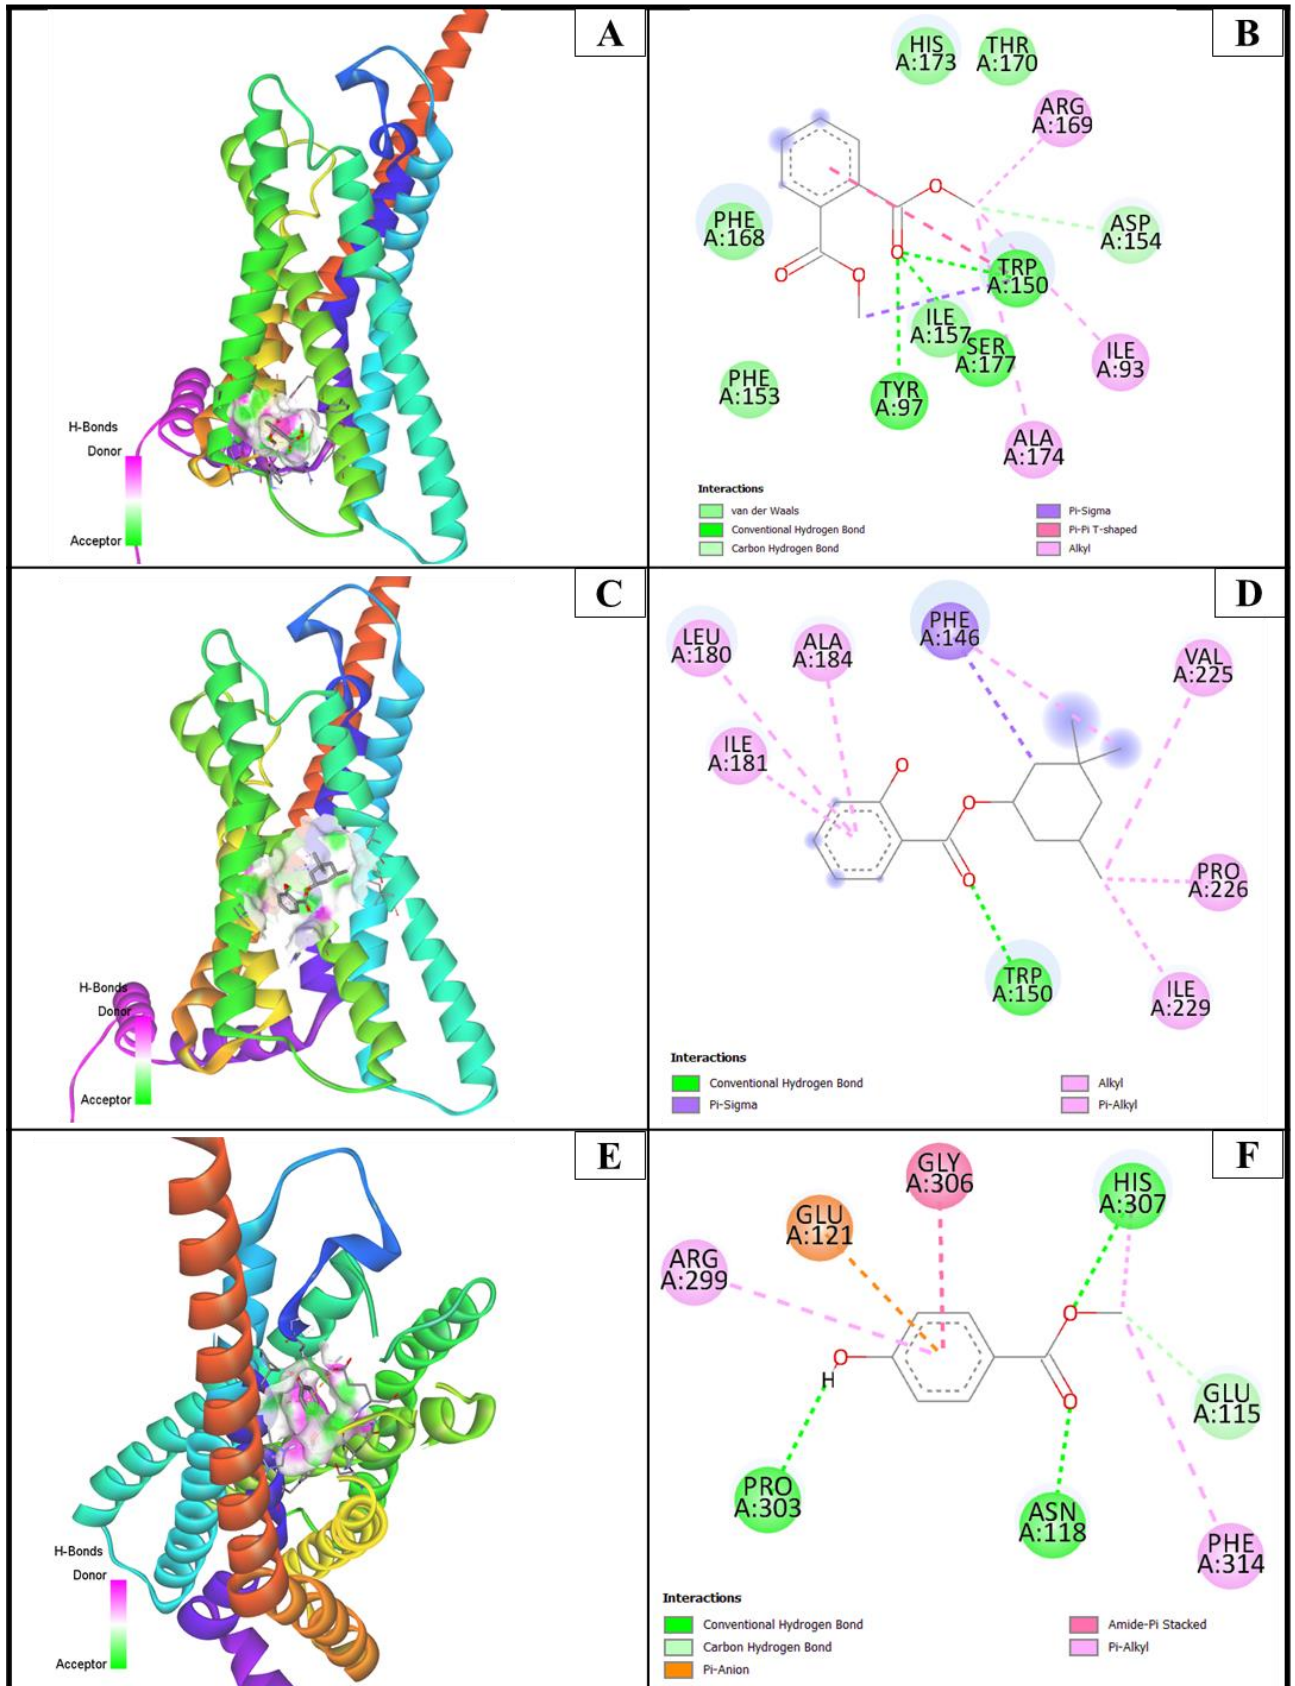 A
H-Bonds
Donor
Acceptor
B
HIS
A:173
THR
A:170
ARG
A:169
PHE
A:168
ASP
A:154
TRP
A:150
ILE
A:157
SER
A:177
ILE
A:93
PHE
A:153
TYR
A:97
ALA
A:174
O
O
O
O
Interactions
van der Waals
Conventional Hydrogen Bond
Carbon Hydrogen Bond
Pi-Sigma
Pi-Pi T-shaped
Alkyl
C
H-Bonds
Donor
Acceptor
D
LEU
A:180
ALA
A:184
PHE
A:146
VAL
A:225
ILE
A:181
O
O
O
PRO
A:226
TRP
A:150
ILE
A:229
Interactions
Conventional Hydrogen Bond
Pi-Sigma
Alkyl
Pi-Alkyl
E
H-Bonds
Donor
Acceptor
F
GLY
A:306
HIS
A:307
GLU
A:121
ARG
A:299
O
O
H
O
GLU
A:115
PRO
A:303
ASN
A:118
PHE
A:314
Interactions
Conventional Hydrogen Bond
Carbon Hydrogen Bond
Pi-Anion
Amide-Pi Stacked
Pi-Alkyl